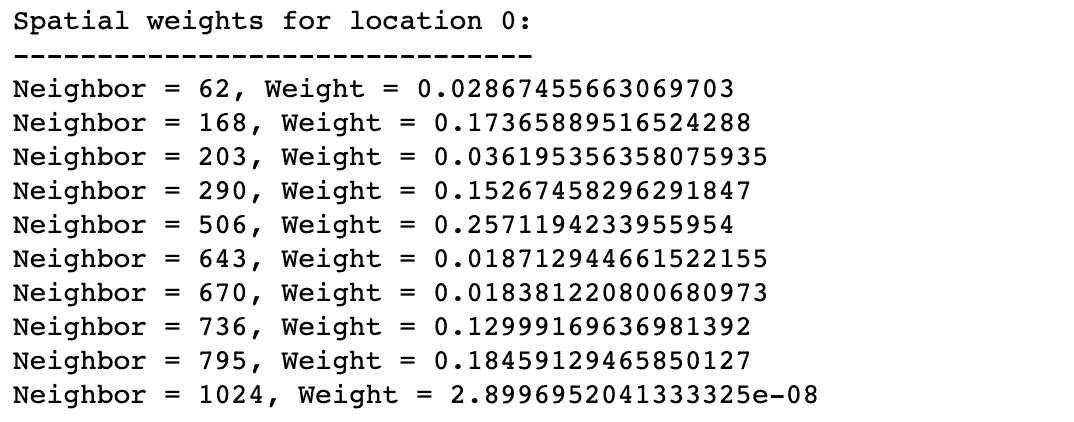 Spatial weights for location 0:
-------------------------------
Neighbor = 62, Weight = 0.02867455663069703
Neighbor = 168, Weight = 0.17365889516524288
Neighbor = 203, Weight = 0.036195356358075935
Neighbor = 290, Weight = 0.15267458296291847
Neighbor = 506, Weight = 0.2571194233955954
Neighbor = 643, Weight = 0.018712944661522155
Neighbor = 670, Weight = 0.018381220800680973
Neighbor = 736, Weight = 0.12999169636981392
Neighbor = 795, Weight = 0.18459129465850127
Neighbor = 1024, Weight = 2.8996952041333325e-08